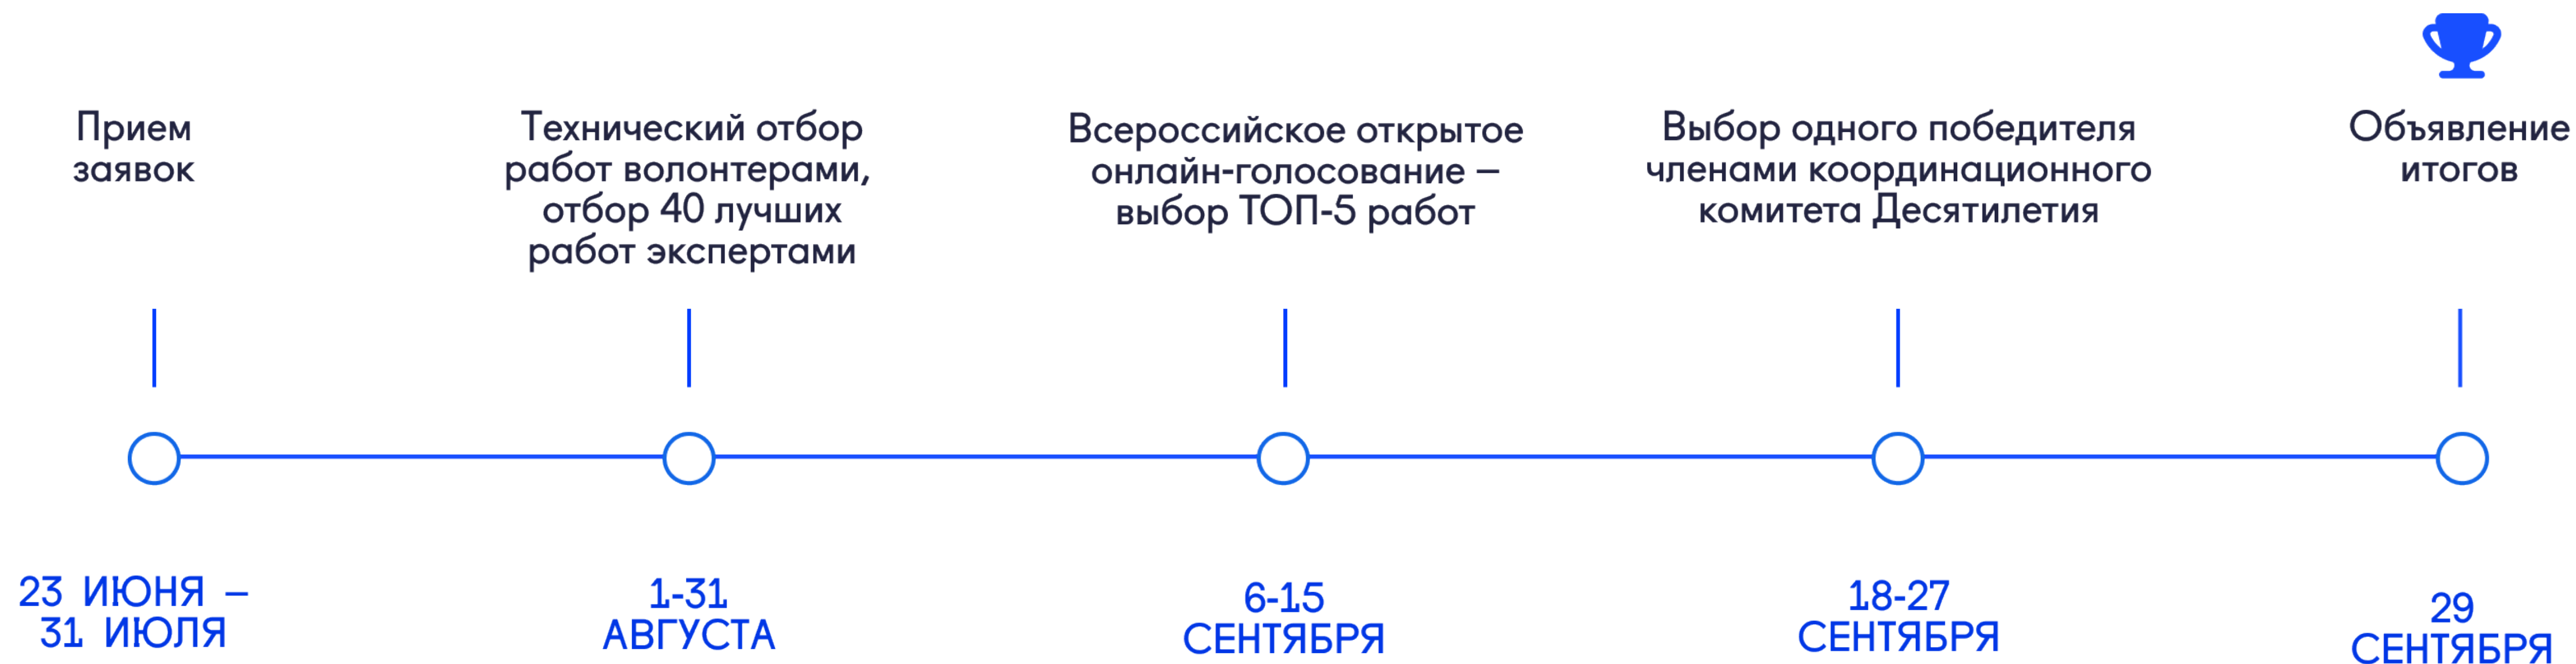 Прием
заявок
Технический отбор
работ волонтерами,
отбор 40 лучших
работ экспертами
Всероссийское открытое
онлайн-голосование –
выбор ТОП-5 работ
Выбор одного победителя
членами координационного
комитета Десятилетия
Объявление
итогов
23 ИЮНЯ –
31 ИЮЛЯ
1-31
АВГУСТА
6-15
СЕНТЯБРЯ
18-27
СЕНТЯБРЯ
29
СЕНТЯБРЯ